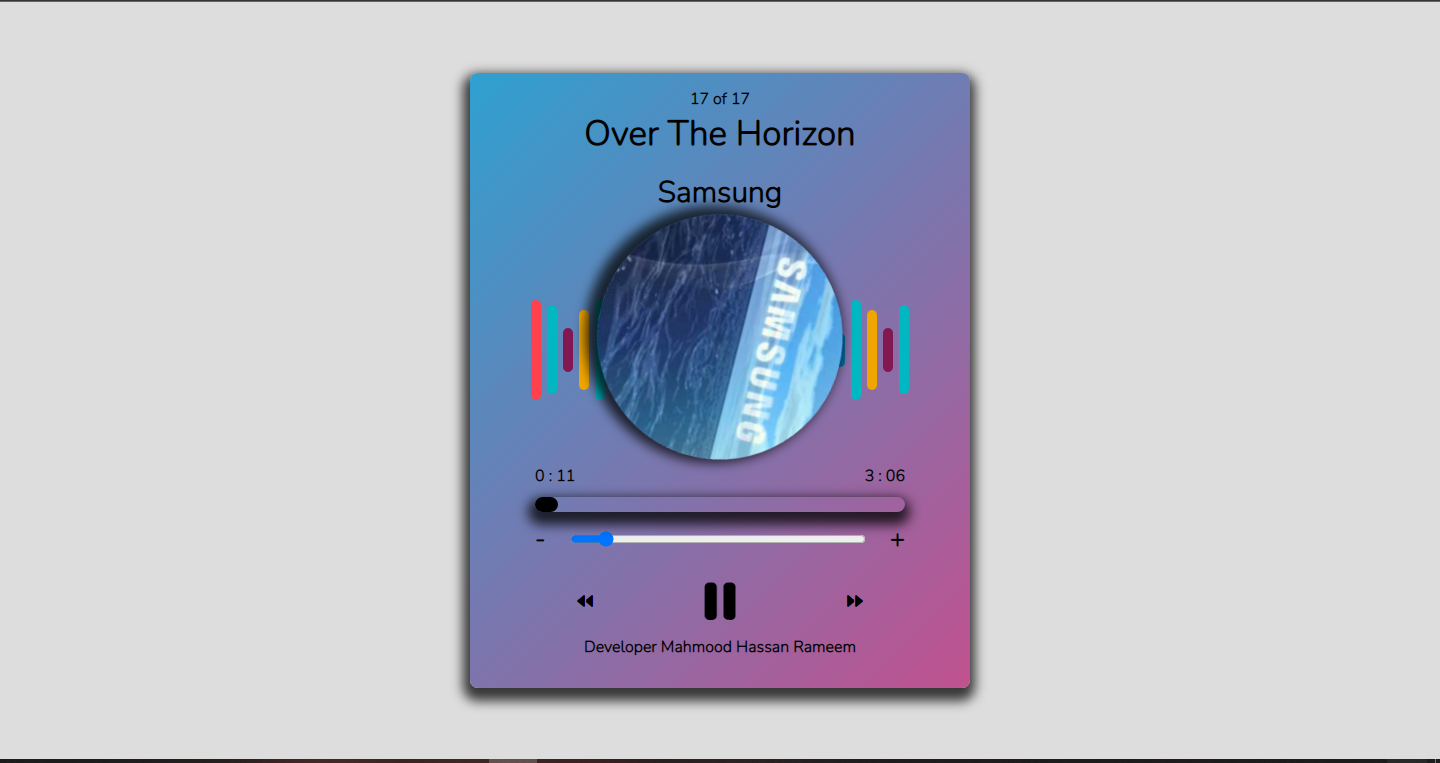 17 of 17
Over The Horizon
Samsung
SAMSUNG
0 : 11 3 : 06
- +
Developer Mahmood Hassan Rameem